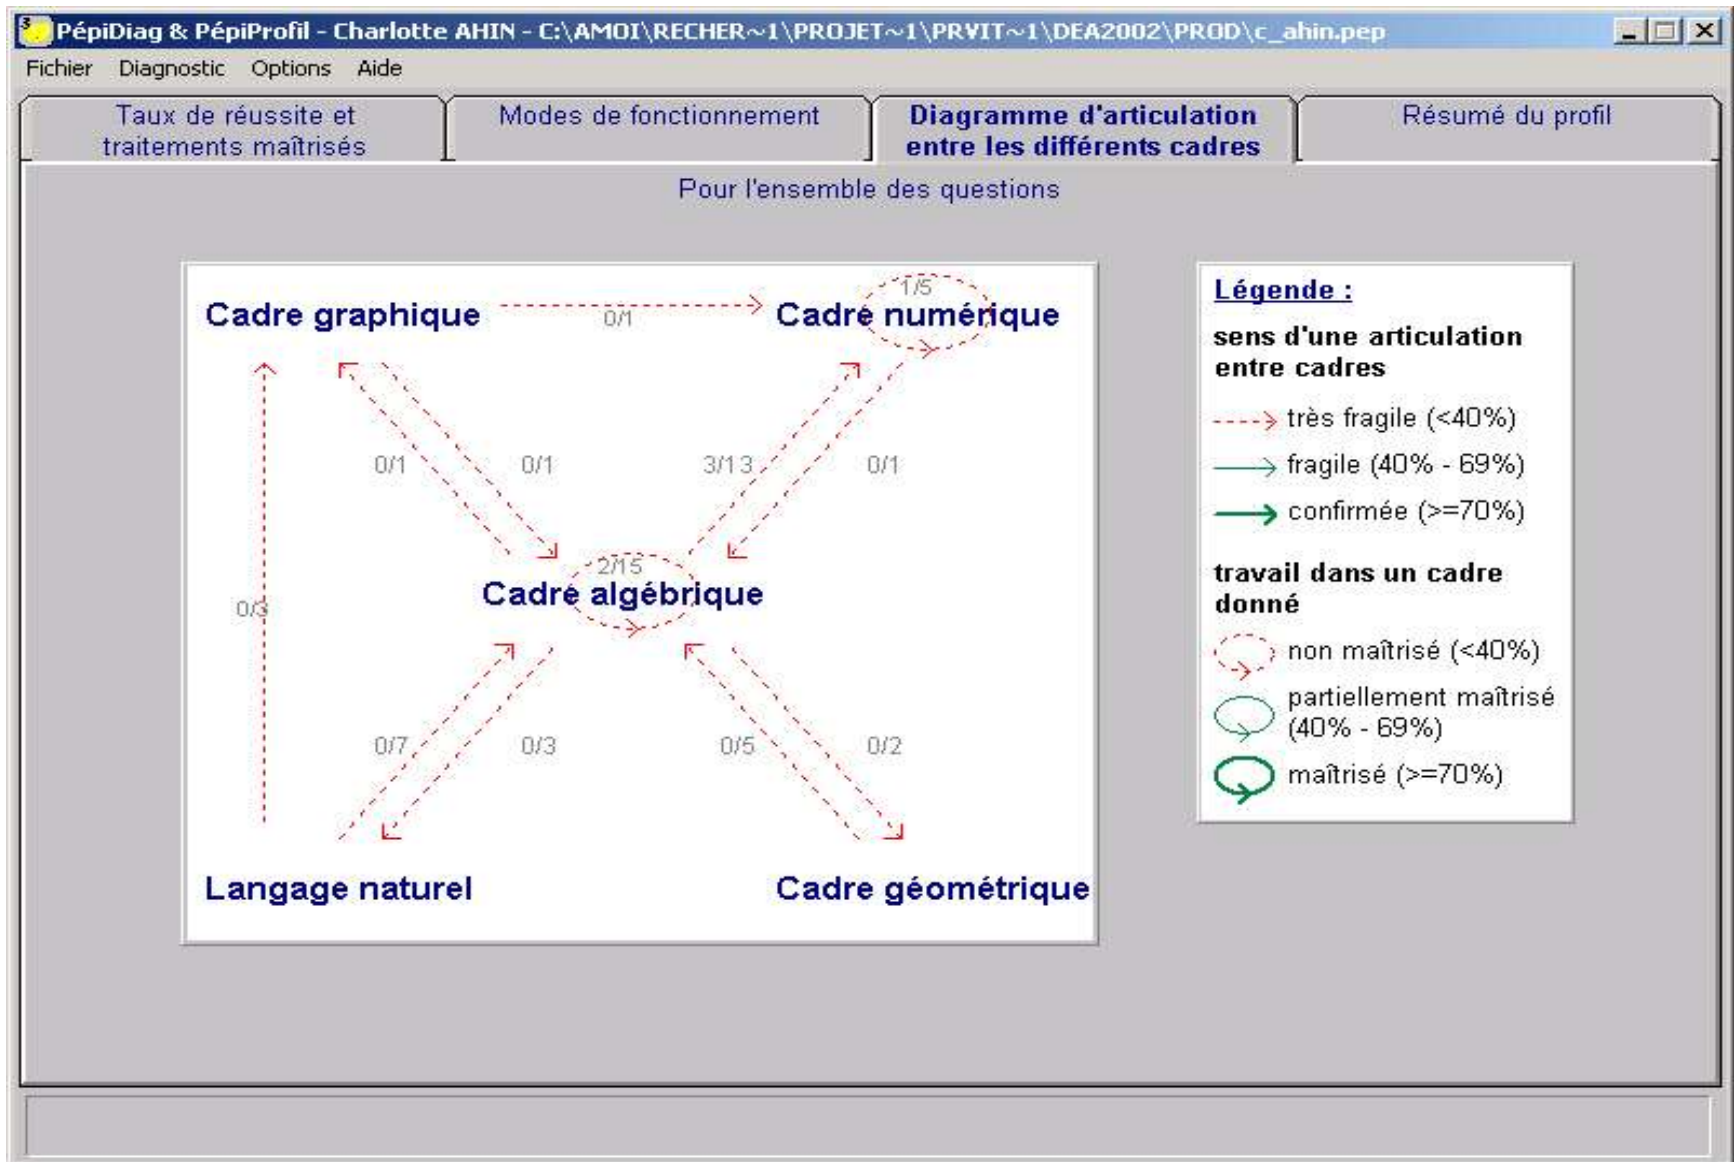 PépiDiag & PépiProfil - Charlotte AHIN - C:\AMOI\RECHER~1\PROJET~1\PRVIT~1\DEA2002\PROD\c_ahin.pep
Fichier Diagnostic Options Aide
Taux de réussite et
traitements maîtrisés
Modes de fonctionnement
Diagramme d'articulation
entre les différents cadres
Résumé du profil
Pour l'ensemble des questions
1/5
Cadre graphique
0/1
Cadre numérique
0/1
0/1
3/13
0/1
2/15
Cadre algébrique
0/3
0/7
0/3
0/5
0/2
Langage naturel
Cadre géométrique
Légende :
sens d'une articulation
entre cadres
très fragile (<40%)
fragile (40% - 69%)
confirmée (>=70%)
travail dans un cadre
donné
non maîtrisé (<40%)
partiellement maîtrisé
(40% - 69%)
maîtrisé (>=70%)